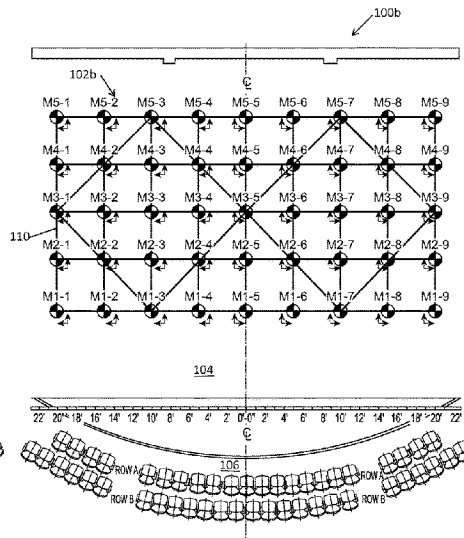 100b
102b
℄
M5-1 M5-2 M5-3 M5-4 M5-5 M5-6 M5-7 M5-8 M5-9
M4-1 M4-2 M4-3 M4-4 M4-5 M4-6 M4-7 M4-8 M4-9
M3-1 M3-2 M3-3 M3-4 M3-5 M3-6 M3-7 M3-8 M3-9
110
M2-1 M2-2 M2-3 M2-4 M2-5 M2-6 M2-7 M2-8 M2-9
M1-1 M1-2 M1-3 M1-4 M1-5 M1-6 M1-7 M1-8 M1-9
104
22' 20' 18' 16' 14' 12' 10' 8' 6' 4' 2' 0'-0" 2' 4' 6' 8' 10' 12' 14' 16' 18' 20' 22'
℄
106
ROW A ROW A
ROW B ROW B